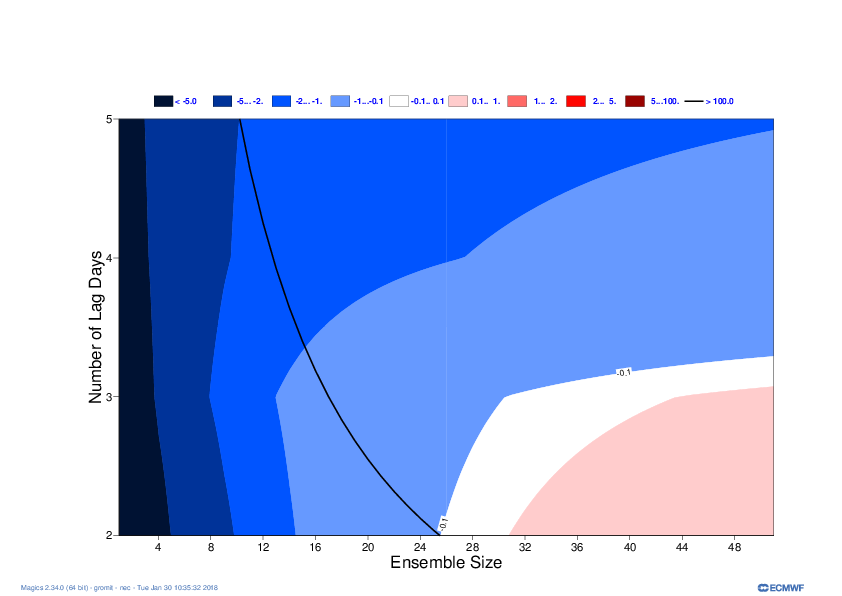 < -5.0 -5... -2. -2... -1. -1...-0.1 -0.1.. 0.1 0.1.. 1. 1... 2. 2... 5. 5...100. > 100.0
5
4
3
2
Number of Lag Days
-0.1
-0.1
4 8 12 16 20 24 28 32 36 40 44 48
Ensemble Size
Magics 2.34.0 (64 bit) - gromit - nec - Tue Jan 30 10:35:32 2018
ECMWF